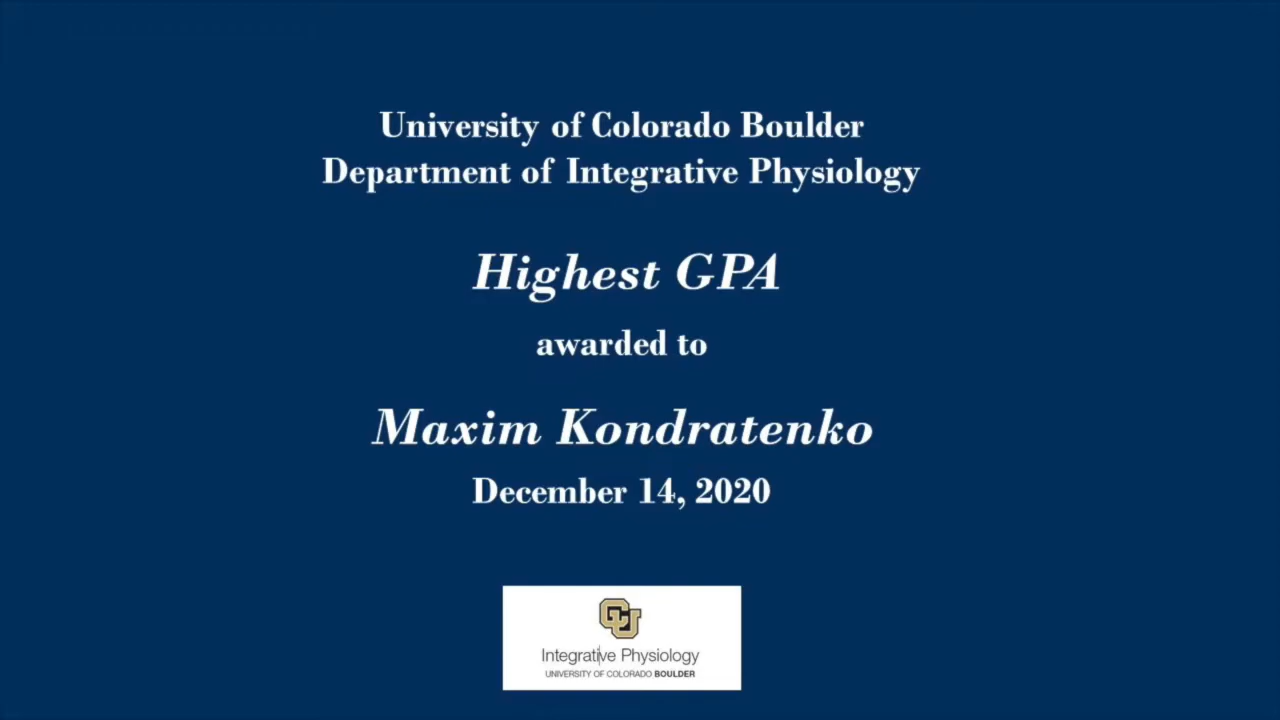 University of Colorado Boulder
Department of Integrative Physiology
Highest GPA
awarded to
Maxim Kondratenko
December 14, 2020
CU
Integrative Physiology
UNIVERSITY OF COLORADO BOULDER